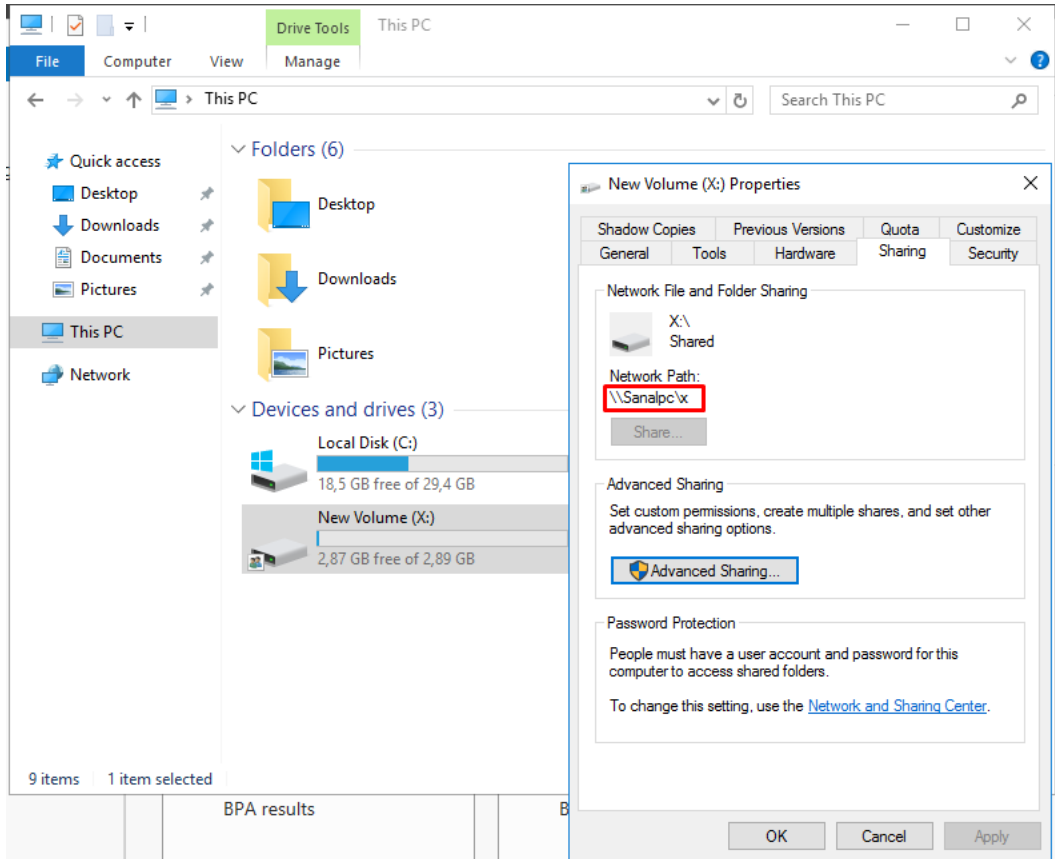 Drive Tools
This PC
File
Computer
View
Manage
This PC
Search This PC
Quick access
Desktop
Downloads
Documents
Pictures
This PC
Network
Folders (6)
Desktop
Downloads
Pictures
Devices and drives (3)
Local Disk (C:)
18,5 GB free of 29,4 GB
New Volume (X:)
2,87 GB free of 2,89 GB
9 items
1 item selected
BPA results
B
New Volume (X:) Properties
Shadow Copies
Previous Versions
Quota
Customize
General
Tools
Hardware
Sharing
Security
Network File and Folder Sharing
X:\
Shared
Network Path:
\\Sanalpc\x
Share...
Advanced Sharing
Set custom permissions, create multiple shares, and set other
advanced sharing options.
Advanced Sharing...
Password Protection
People must have a user account and password for this
computer to access shared folders.
To change this setting, use the Network and Sharing Center.
OK
Cancel
Apply